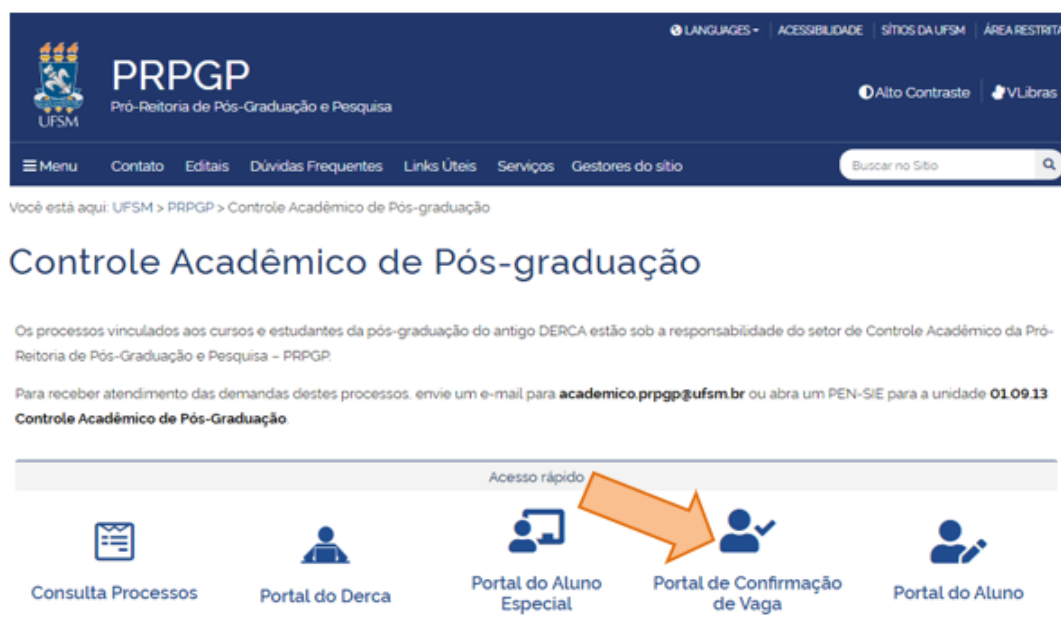 LANGUAGES
ACESSIBILIDADE
SÍTIOS DA UFSM
ÁREA RESTRITA
UFSM
PRPGP
Pró-Reitoria de Pós-Graduação e Pesquisa
Alto Contraste
VLibras
Menu
Contato
Editais
Dúvidas Frequentes
Links Úteis
Serviços
Gestores do sítio
Buscar no Sítio
Você está aqui: UFSM > PRPGP > Controle Acadêmico de Pós-graduação
Controle Acadêmico de Pós-graduação
Os processos vinculados aos cursos e estudantes da pós-graduação do antigo DERCA estão sob a responsabilidade do setor de Controle Acadêmico da Pró-
Reitoria de Pós-Graduação e Pesquisa – PRPGP.
Para receber atendimento das demandas destes processos, envie um e-mail para academico.prpgp@ufsm.br ou abra um PEN-SIE para a unidade 01.09.13
Controle Acadêmico de Pós-Graduação.
Acesso rápido
Consulta Processos
Portal do Derca
Portal do Aluno
Especial
Portal de Confirmação
de Vaga
Portal do Aluno